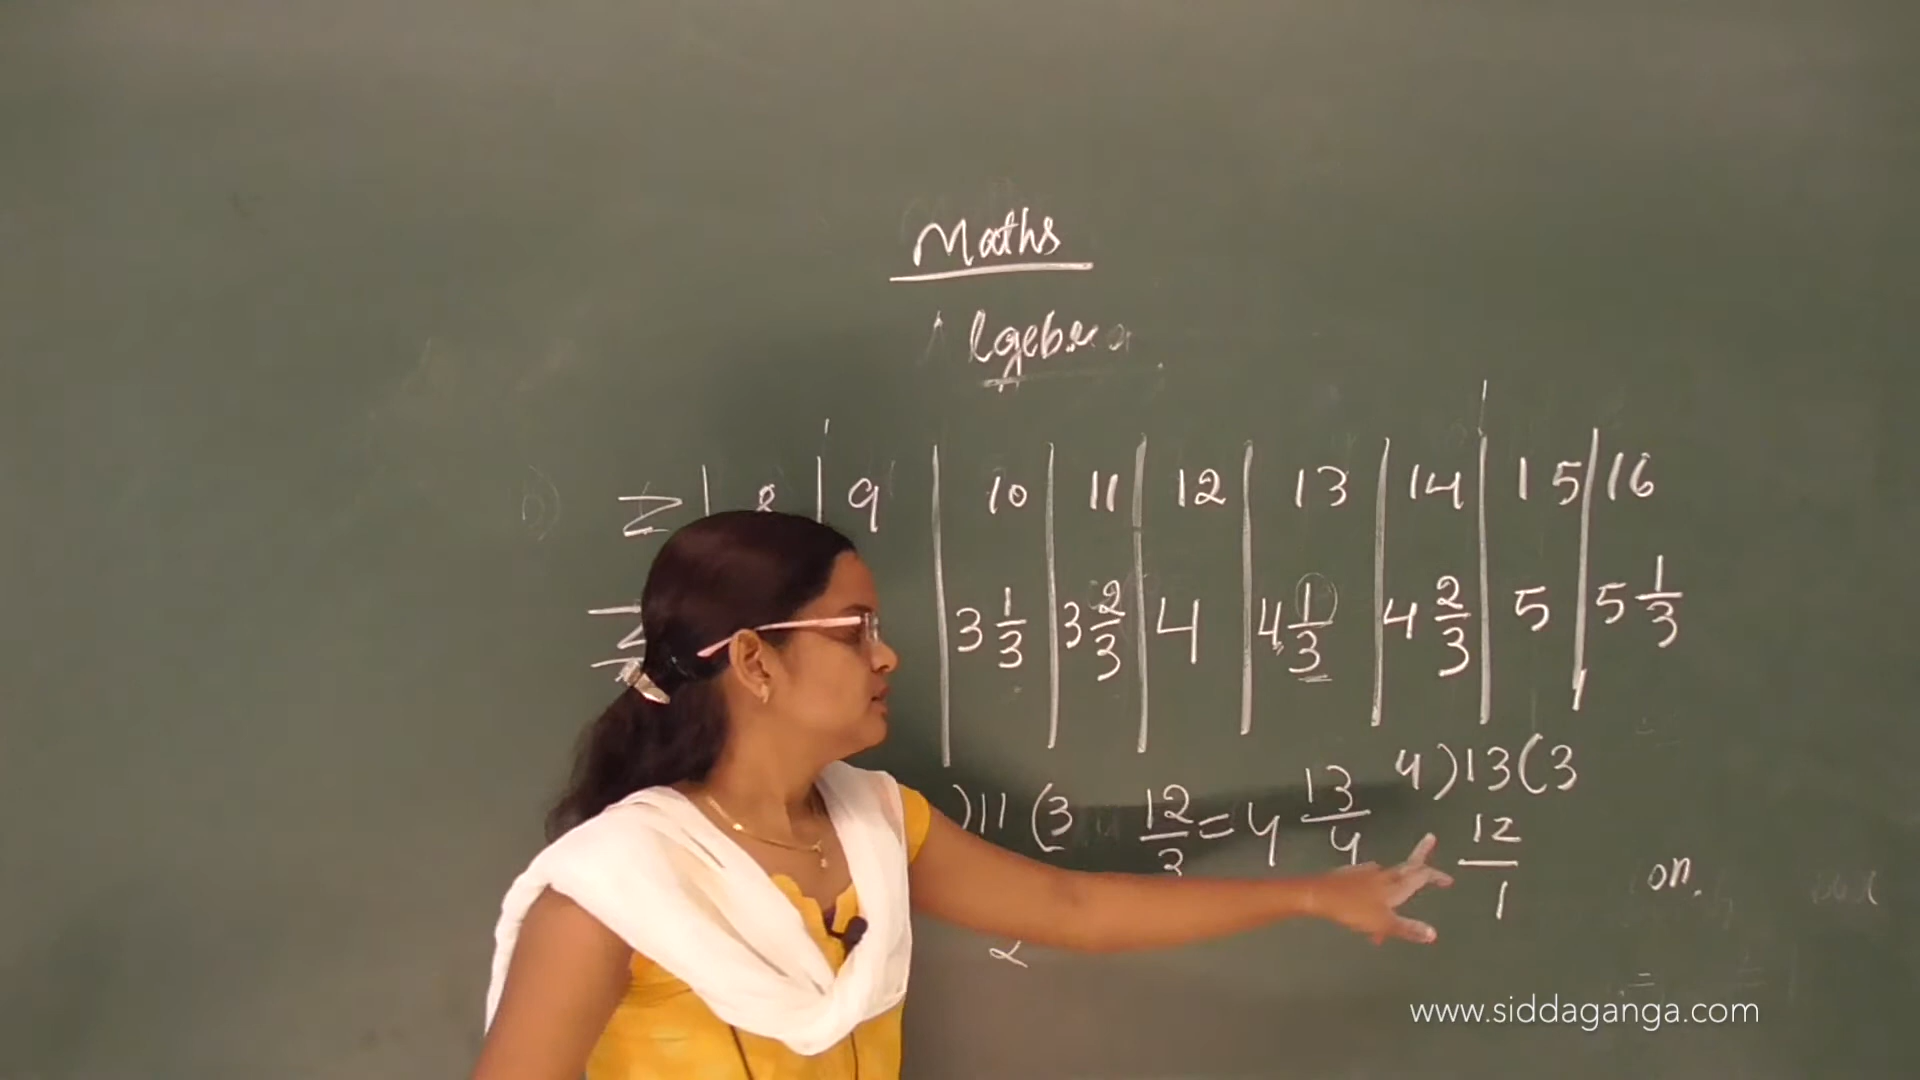 Maths
Algebra
Z | 8 | 9 | 10 | 11 | 12 | 13 | 14 | 15 | 16
3 1/3 | 3 2/3 | 4 | 4 1/3 | 4 2/3 | 5 | 5 1/3
)11(3 12/3=4 13/4 4)13(3
12
1
on.
2
www.siddaganga.com